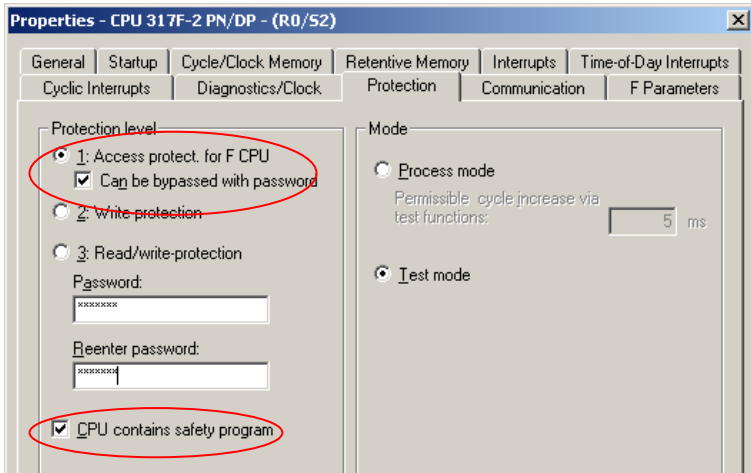 Properties - CPU 317F-2 PN/DP - (R0/S2)
General Startup Cycle/Clock Memory Retentive Memory Interrupts Time-of-Day Interrupts
Cyclic Interrupts Diagnostics/Clock Protection Communication F Parameters
Protection level
1: Access protect. for F CPU
Can be bypassed with password
2: Write protection
3: Read/write-protection
Password:
*******
Reenter password:
*******
CPU contains safety program
Mode
Process mode
Permissible cycle increase via
test functions: 5 ms
Test mode